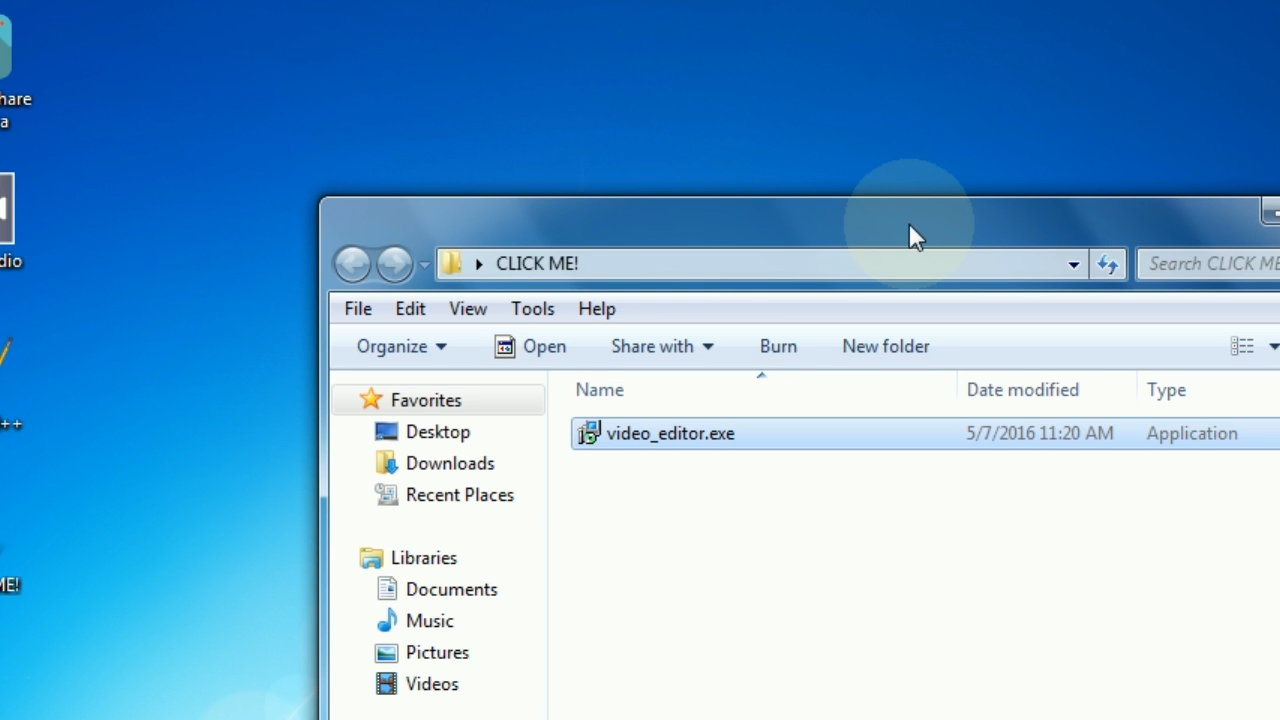 hare
a
dio
++
ME!
CLICK ME!
Search CLICK ME
File Edit View Tools Help
Organize Open Share with Burn New folder
Name Date modified Type
video_editor.exe 5/7/2016 11:20 AM Application
Favorites
Desktop
Downloads
Recent Places
Libraries
Documents
Music
Pictures
Videos